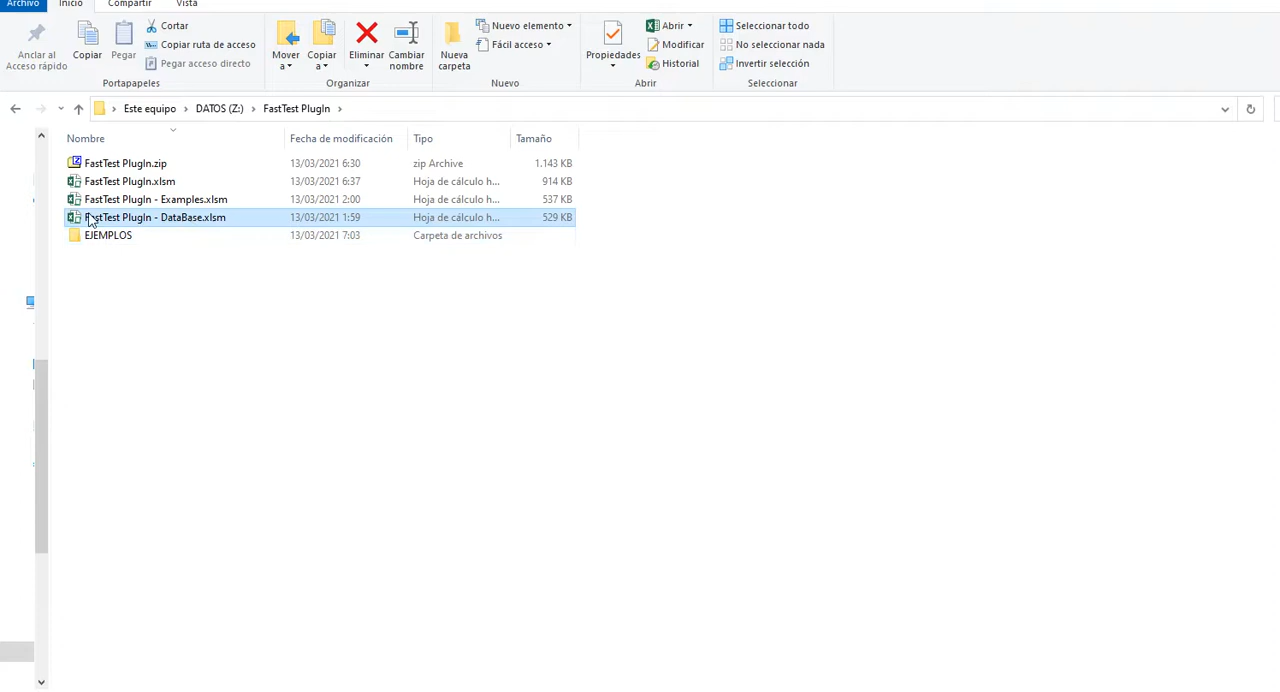 Archivo Inicio Compartir Vista
Anclar al Acceso rápido
Copiar
Pegar
Cortar
Copiar ruta de acceso
Pegar acceso directo
Portapapeles
Mover a
Copiar a
Eliminar
Cambiar nombre
Organizar
Nueva carpeta
Nuevo elemento
Fácil acceso
Nuevo
Propiedades
Abrir
Modificar
Historial
Abrir
Seleccionar todo
No seleccionar nada
Invertir selección
Seleccionar
Este equipo DATOS (Z:) FastTest PlugIn
Nombre Fecha de modificación Tipo Tamaño
FastTest PlugIn.zip 13/03/2021 6:30 zip Archive 1.143 KB
FastTest PlugIn.xlsm 13/03/2021 6:37 Hoja de cálculo h... 914 KB
FastTest PlugIn - Examples.xlsm 13/03/2021 2:00 Hoja de cálculo h... 537 KB
FastTest PlugIn - DataBase.xlsm 13/03/2021 1:59 Hoja de cálculo h... 529 KB
EJEMPLOS 13/03/2021 7:03 Carpeta de archivos